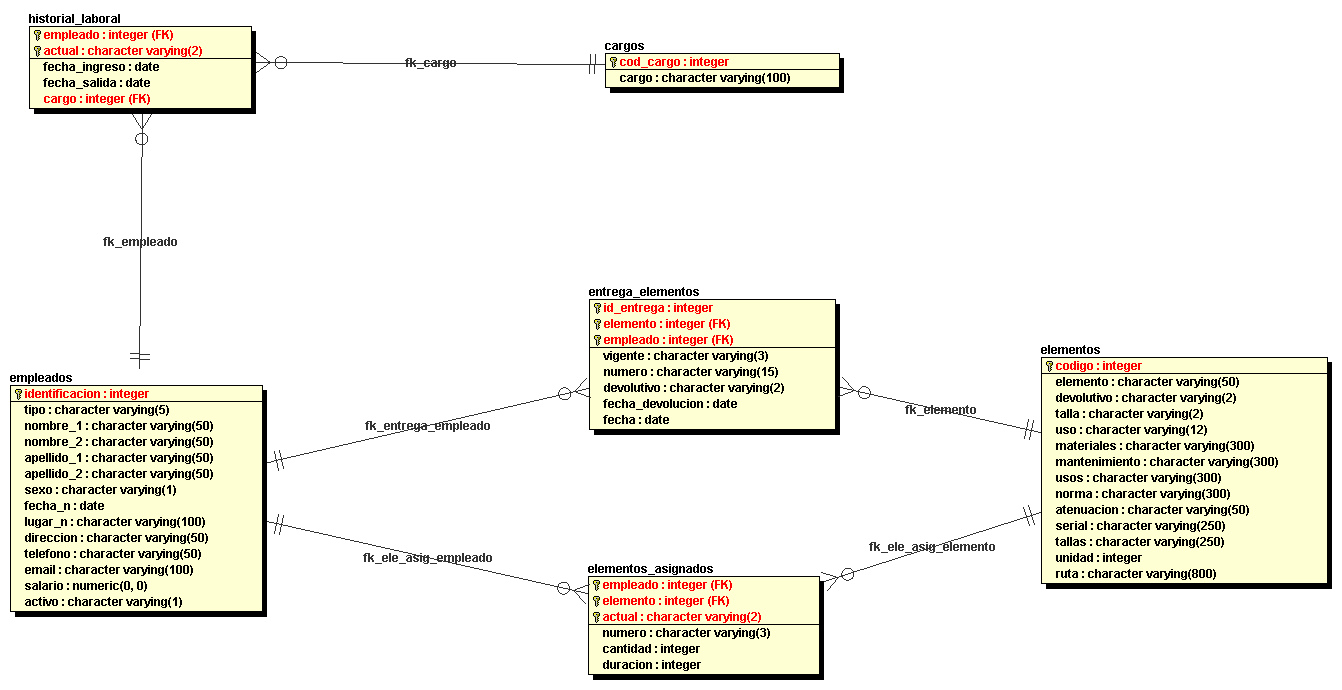 historial_laboral
empleado : integer (FK)
actual : character varying(2)
fecha_ingreso : date
fecha_salida : date
cargo : integer (FK)
fk_cargo
cargos
cod_cargo : integer
cargo : character varying(100)
fk_empleado
empleados
identificacion : integer
tipo : character varying(5)
nombre_1 : character varying(50)
nombre_2 : character varying(50)
apellido_1 : character varying(50)
apellido_2 : character varying(50)
sexo : character varying(1)
fecha_n : date
lugar_n : character varying(100)
direccion : character varying(50)
telefono : character varying(50)
email : character varying(100)
salario : numeric(0, 0)
activo : character varying(1)
fk_entrega_empleado
fk_ele_asig_empleado
entrega_elementos
id_entrega : integer
elemento : integer (FK)
empleado : integer (FK)
vigente : character varying(3)
numero : character varying(15)
devolutivo : character varying(2)
fecha_devolucion : date
fecha : date
fk_elemento
fk_ele_asig_elemento
elementos_asignados
empleado : integer (FK)
elemento : integer (FK)
actual : character varying(2)
numero : character varying(3)
cantidad : integer
duracion : integer
elementos
codigo : integer
elemento : character varying(50)
devolutivo : character varying(2)
talla : character varying(2)
uso : character varying(12)
materiales : character varying(300)
mantenimiento : character varying(300)
usos : character varying(300)
norma : character varying(300)
atenuacion : character varying(50)
serial : character varying(250)
tallas : character varying(250)
unidad : integer
ruta : character varying(800)